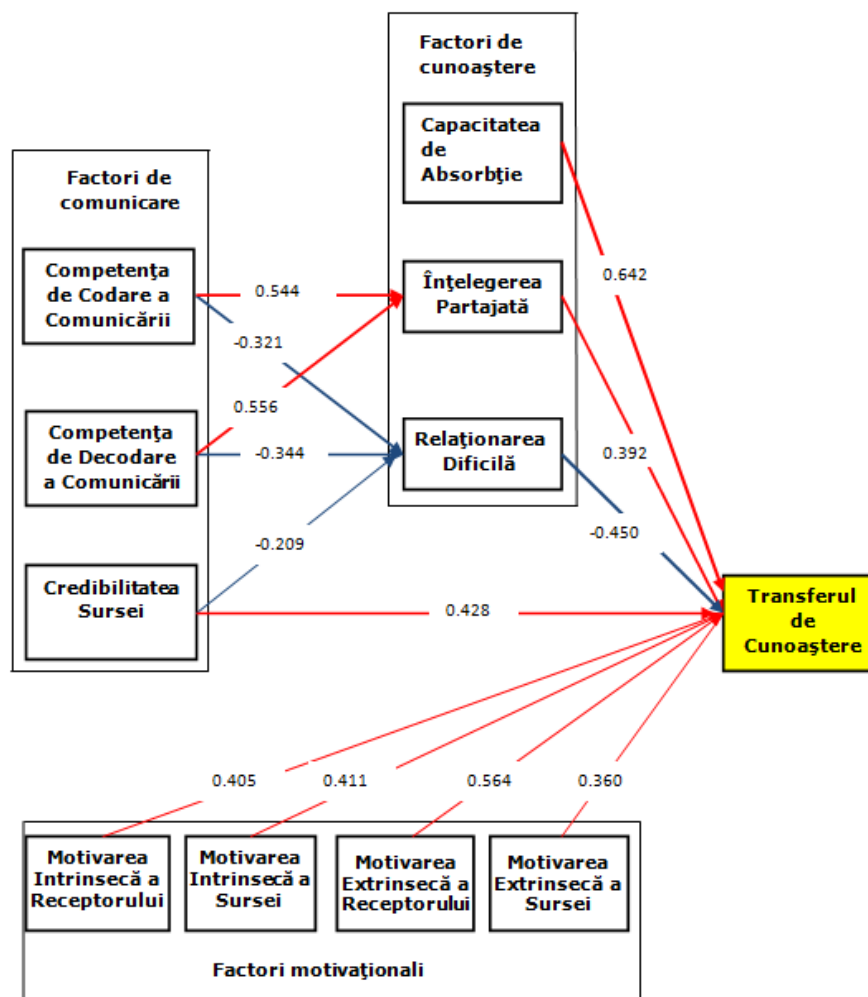 Factori de
cunoaştere
Capacitatea
de
Absorbţie
Înţelegerea
Partajată
Relaţionarea
Dificilă
Factori de
comunicare
Competenţa
de Codare a
Comunicării
Competenţa
de Decodare
a Comunicării
Credibilitatea
Sursei
0.544
-0.321
0.556
-0.344
-0.209
0.642
0.392
-0.450
0.428
Transferul
de
Cunoaştere
0.405
0.411
0.564
0.360
Motivarea
Intrinsecă a
Receptorului
Motivarea
Intrinsecă a
Sursei
Motivarea
Extrinsecă a
Receptorului
Motivarea
Extrinsecă a
Sursei
Factori motivaţionali